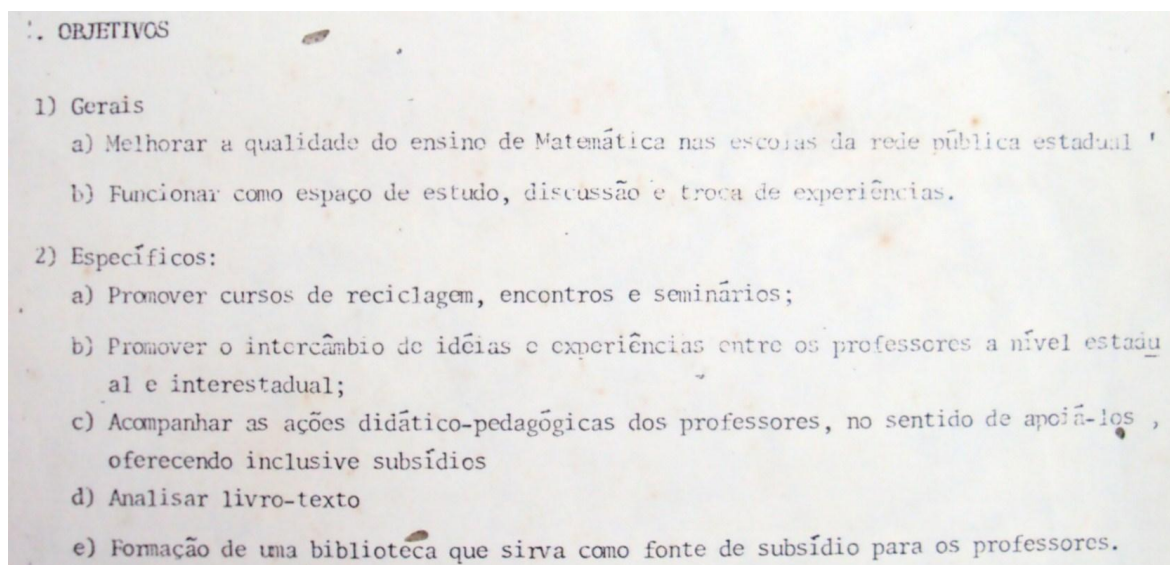 . OBJETIVOS
1) Gerais
a) Melhorar a qualidade do ensino de Matemática nas escolas da rede pública estadual '
b) Funcionar como espaço de estudo, discussão e troca de experiências.
2) Específicos:
a) Promover cursos de reciclagem, encontros e seminários;
b) Promover o intercâmbio de idéias e experiências entre os professores a nível estadu
al e interestadual;
c) Acompanhar as ações didático-pedagógicas dos professores, no sentido de apoiá-los ,
oferecendo inclusive subsídios
d) Analisar livro-texto
e) Formação de uma biblioteca que sirva como fonte de subsídio para os professores.